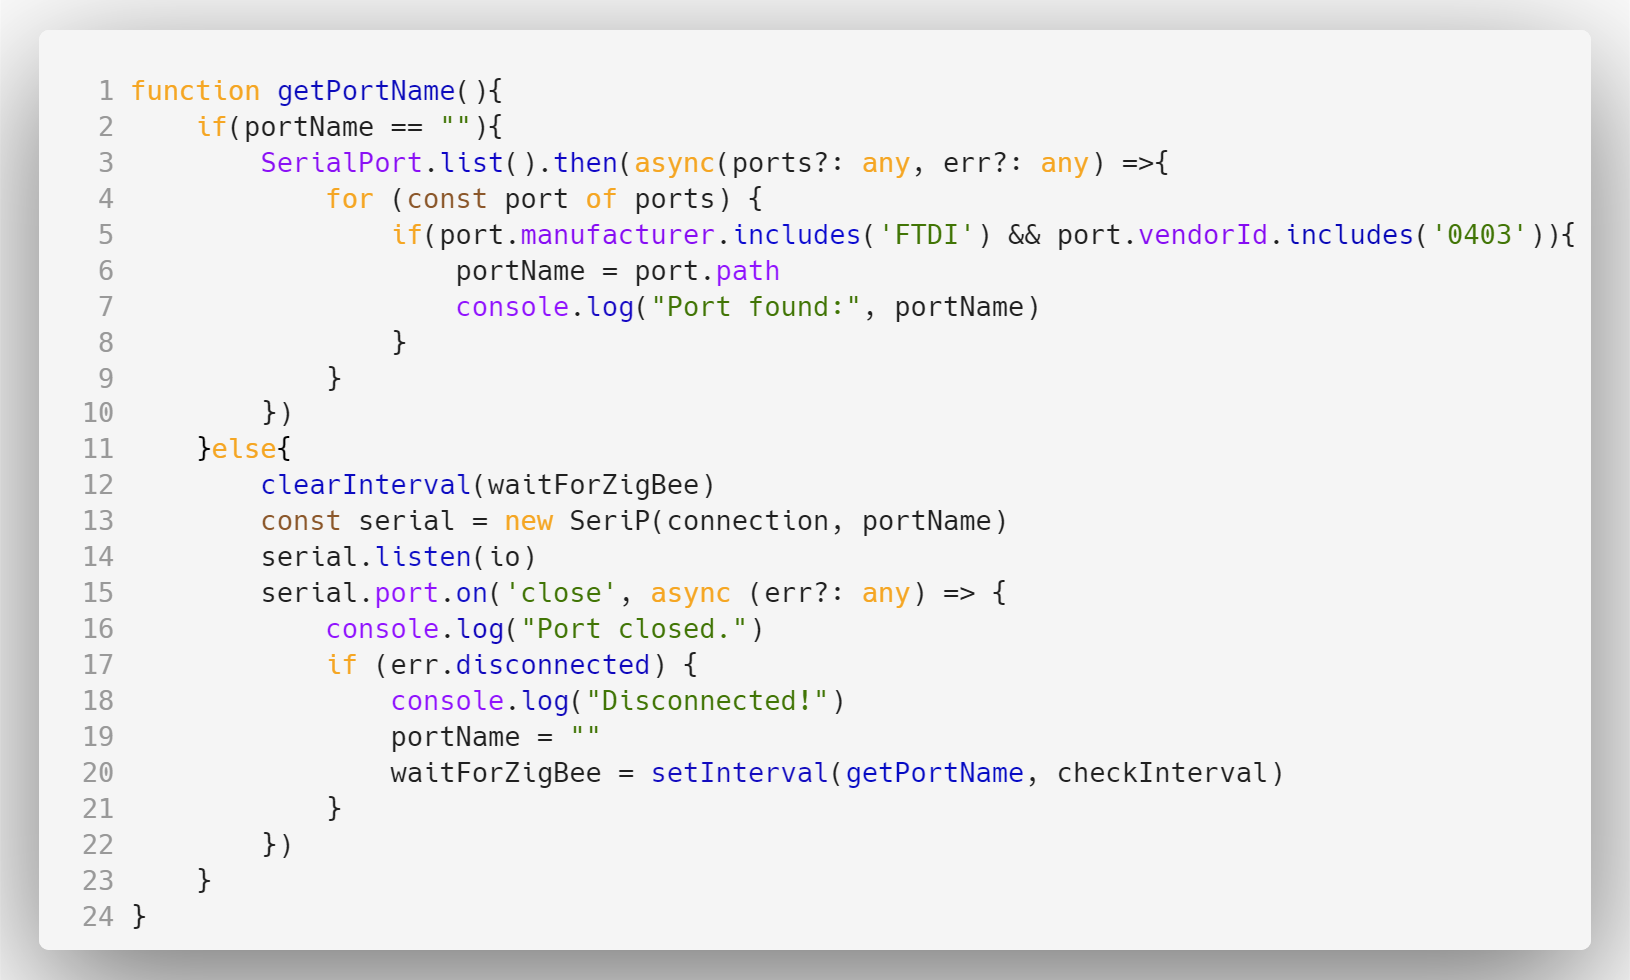 1 function getPortName(){
2     if(portName == ""){
3         SerialPort.list().then(async(ports?: any, err?: any) =>{
4             for (const port of ports) {
5                 if(port.manufacturer.includes('FTDI') && port.vendorId.includes('0403')){
6                     portName = port.path
7                     console.log("Port found:", portName)
8                 }
9             }
10         })
11     }else{
12         clearInterval(waitForZigBee)
13         const serial = new SeriP(connection, portName)
14         serial.listen(io)
15         serial.port.on('close', async (err?: any) => {
16             console.log("Port closed.")
17             if (err.disconnected) {
18                 console.log("Disconnected!")
19                 portName = ""
20                 waitForZigBee = setInterval(getPortName, checkInterval)
21             }
22         })
23     }
24 }